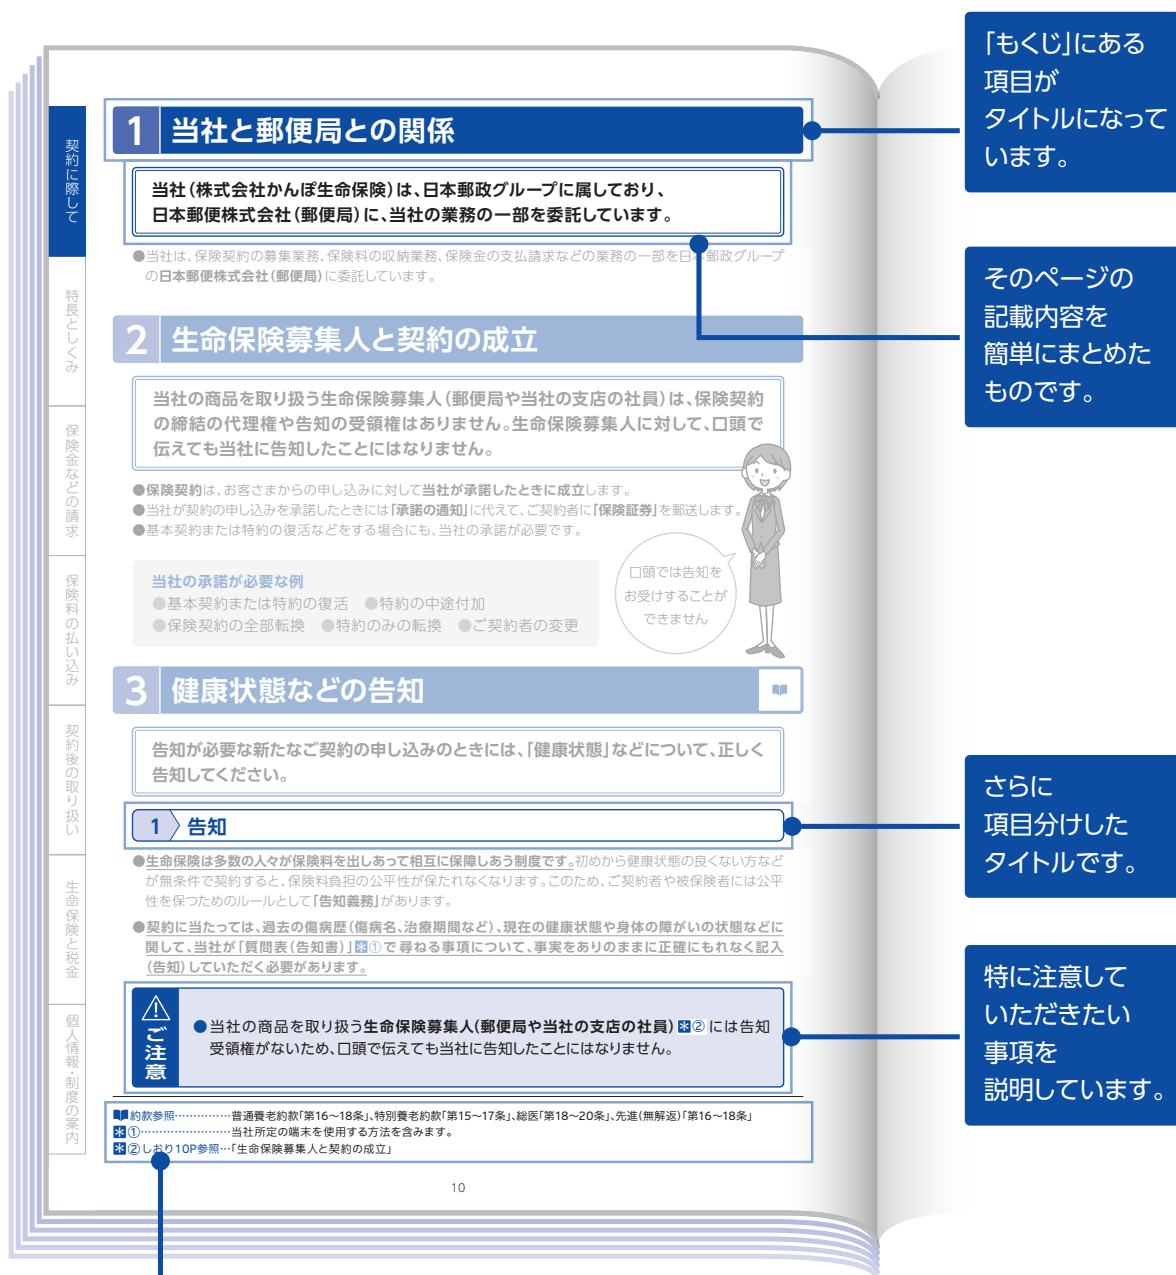 「もくじ」にある
項目が
タイトルになって
います。
そのページの
記載内容を
簡単にまとめた
ものです。
さらに
項目分けした
タイトルです。
特に注意して
いただきたい
事項を
説明しています。
契約に際して
特長としくみ
保険金などの請求
保険料の払い込み
契約後の取り扱い
生命保険と税金
個人情報・制度の案内
1 当社と郵便局との関係
当社(株式会社かんぽ生命保険)は、日本郵政グループに属しており、
日本郵便株式会社(郵便局)に、当社の業務の一部を委託しています。
●当社は、保険契約の募集業務、保険料の収納業務、保険金の支払請求などの業務の一部を日本郵政グループ
の日本郵便株式会社(郵便局)に委託しています。
2 生命保険募集人と契約の成立
当社の商品を取り扱う生命保険募集人(郵便局や当社の支店の社員)は、保険契約
の締結の代理権や告知の受領権はありません。生命保険募集人に対して、口頭で
伝えても当社に告知したことにはなりません。
●保険契約は、お客さまからの申し込みに対して当社が承諾したときに成立します。
●当社が契約の申し込みを承諾したときには「承諾の通知」に代えて、ご契約者に「保険証券」を郵送します。
●基本契約または特約の復活などをする場合にも、当社の承諾が必要です。
当社の承諾が必要な例
●基本契約または特約の復活 ●特約の中途付加
●保険契約の全部転換 ●特約のみの転換 ●ご契約者の変更
口頭では告知を
お受けすることが
できません
3 健康状態などの告知
告知が必要な新たなご契約の申し込みのときには、「健康状態」などについて、正しく
告知してください。
1 告知
●生命保険は多数の人々が保険料を出しあって相互に保障しあう制度です。初めから健康状態の良くない方など
が無条件で契約すると、保険料負担の公平性が保たれなくなります。このため、ご契約者や被保険者には公平
性を保つためのルールとして「告知義務」があります。
●契約に当たっては、過去の傷病歴(傷病名、治療期間など)、現在の健康状態や身体の障がいの状態などに
関して、当社が「質問表(告知書)」*①で尋ねる事項について、事実をありのままに正確にもれなく記入
(告知)していただく必要があります。
ご注意
●当社の商品を取り扱う生命保険募集人(郵便局や当社の支店の社員)*②には告知
受領権がないため、口頭で伝えても当社に告知したことにはなりません。
約款参照……………普通養老約款「第16〜18条」、特別養老約款「第15〜17条」、総医「第18〜20条」、先進(無解返)「第16〜18条」
*①……………………当社所定の端末を使用する方法を含みます。
*②しおり10P参照…「生命保険募集人と契約の成立」
10